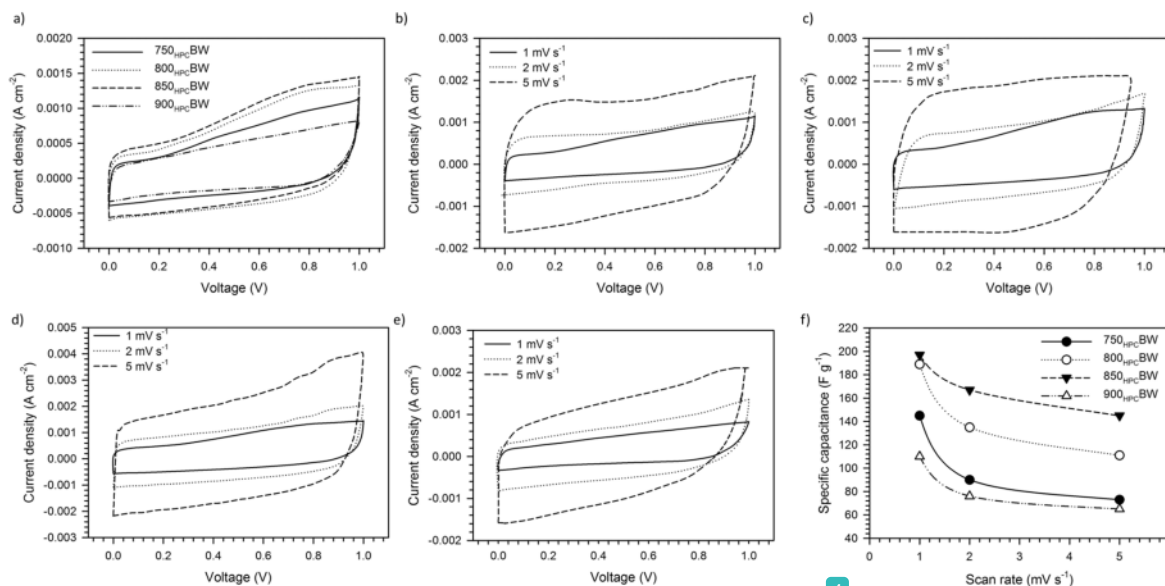 a)
0.0020
0.0015
0.0010
0.0005
0.0000
-0.0005
-0.0010
Current density (A cm⁻²)
750HPCBW
800HPCBW
850HPCBW
900HPCBW
0.0 0.2 0.4 0.6 0.8 1.0
Voltage (V)
b)
0.003
0.002
0.001
0.000
-0.001
-0.002
Current density (A cm⁻²)
1 mV s⁻¹
2 mV s⁻¹
5 mV s⁻¹
0.0 0.2 0.4 0.6 0.8 1.0
Voltage (V)
c)
0.003
0.002
0.001
0.000
-0.001
-0.002
Current density (A cm⁻²)
1 mV s⁻¹
2 mV s⁻¹
5 mV s⁻¹
0.0 0.2 0.4 0.6 0.8 1.0
Voltage (V)
d)
0.005
0.004
0.003
0.002
0.001
0.000
-0.001
-0.002
-0.003
Current density (A cm⁻²)
1 mV s⁻¹
2 mV s⁻¹
5 mV s⁻¹
0.0 0.2 0.4 0.6 0.8 1.0
Voltage (V)
e)
0.003
0.002
0.001
0.000
-0.001
-0.002
Current density (A cm⁻²)
1 mV s⁻¹
2 mV s⁻¹
5 mV s⁻¹
0.0 0.2 0.4 0.6 0.8 1.0
Voltage (V)
f)
220
200
180
160
140
120
100
80
60
40
Specific capacitance (F g⁻¹)
750HPCBW
800HPCBW
850HPCBW
900HPCBW
0 1 2 3 4 5
Scan rate (mV s⁻¹)